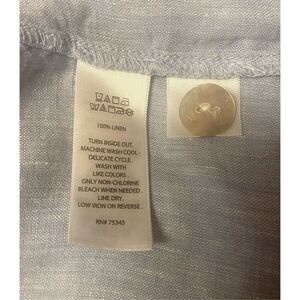 100% LINEN
TURN INSIDE OUT.
MACHINE WASH COOL -
DELICATE CYCLE.
WASH WITH
LIKE COLORS.
ONLY NON-CHLORINE
BLEACH WHEN NEEDED.
LINE DRY.
LOW IRON ON REVERSE.
RN# 75343